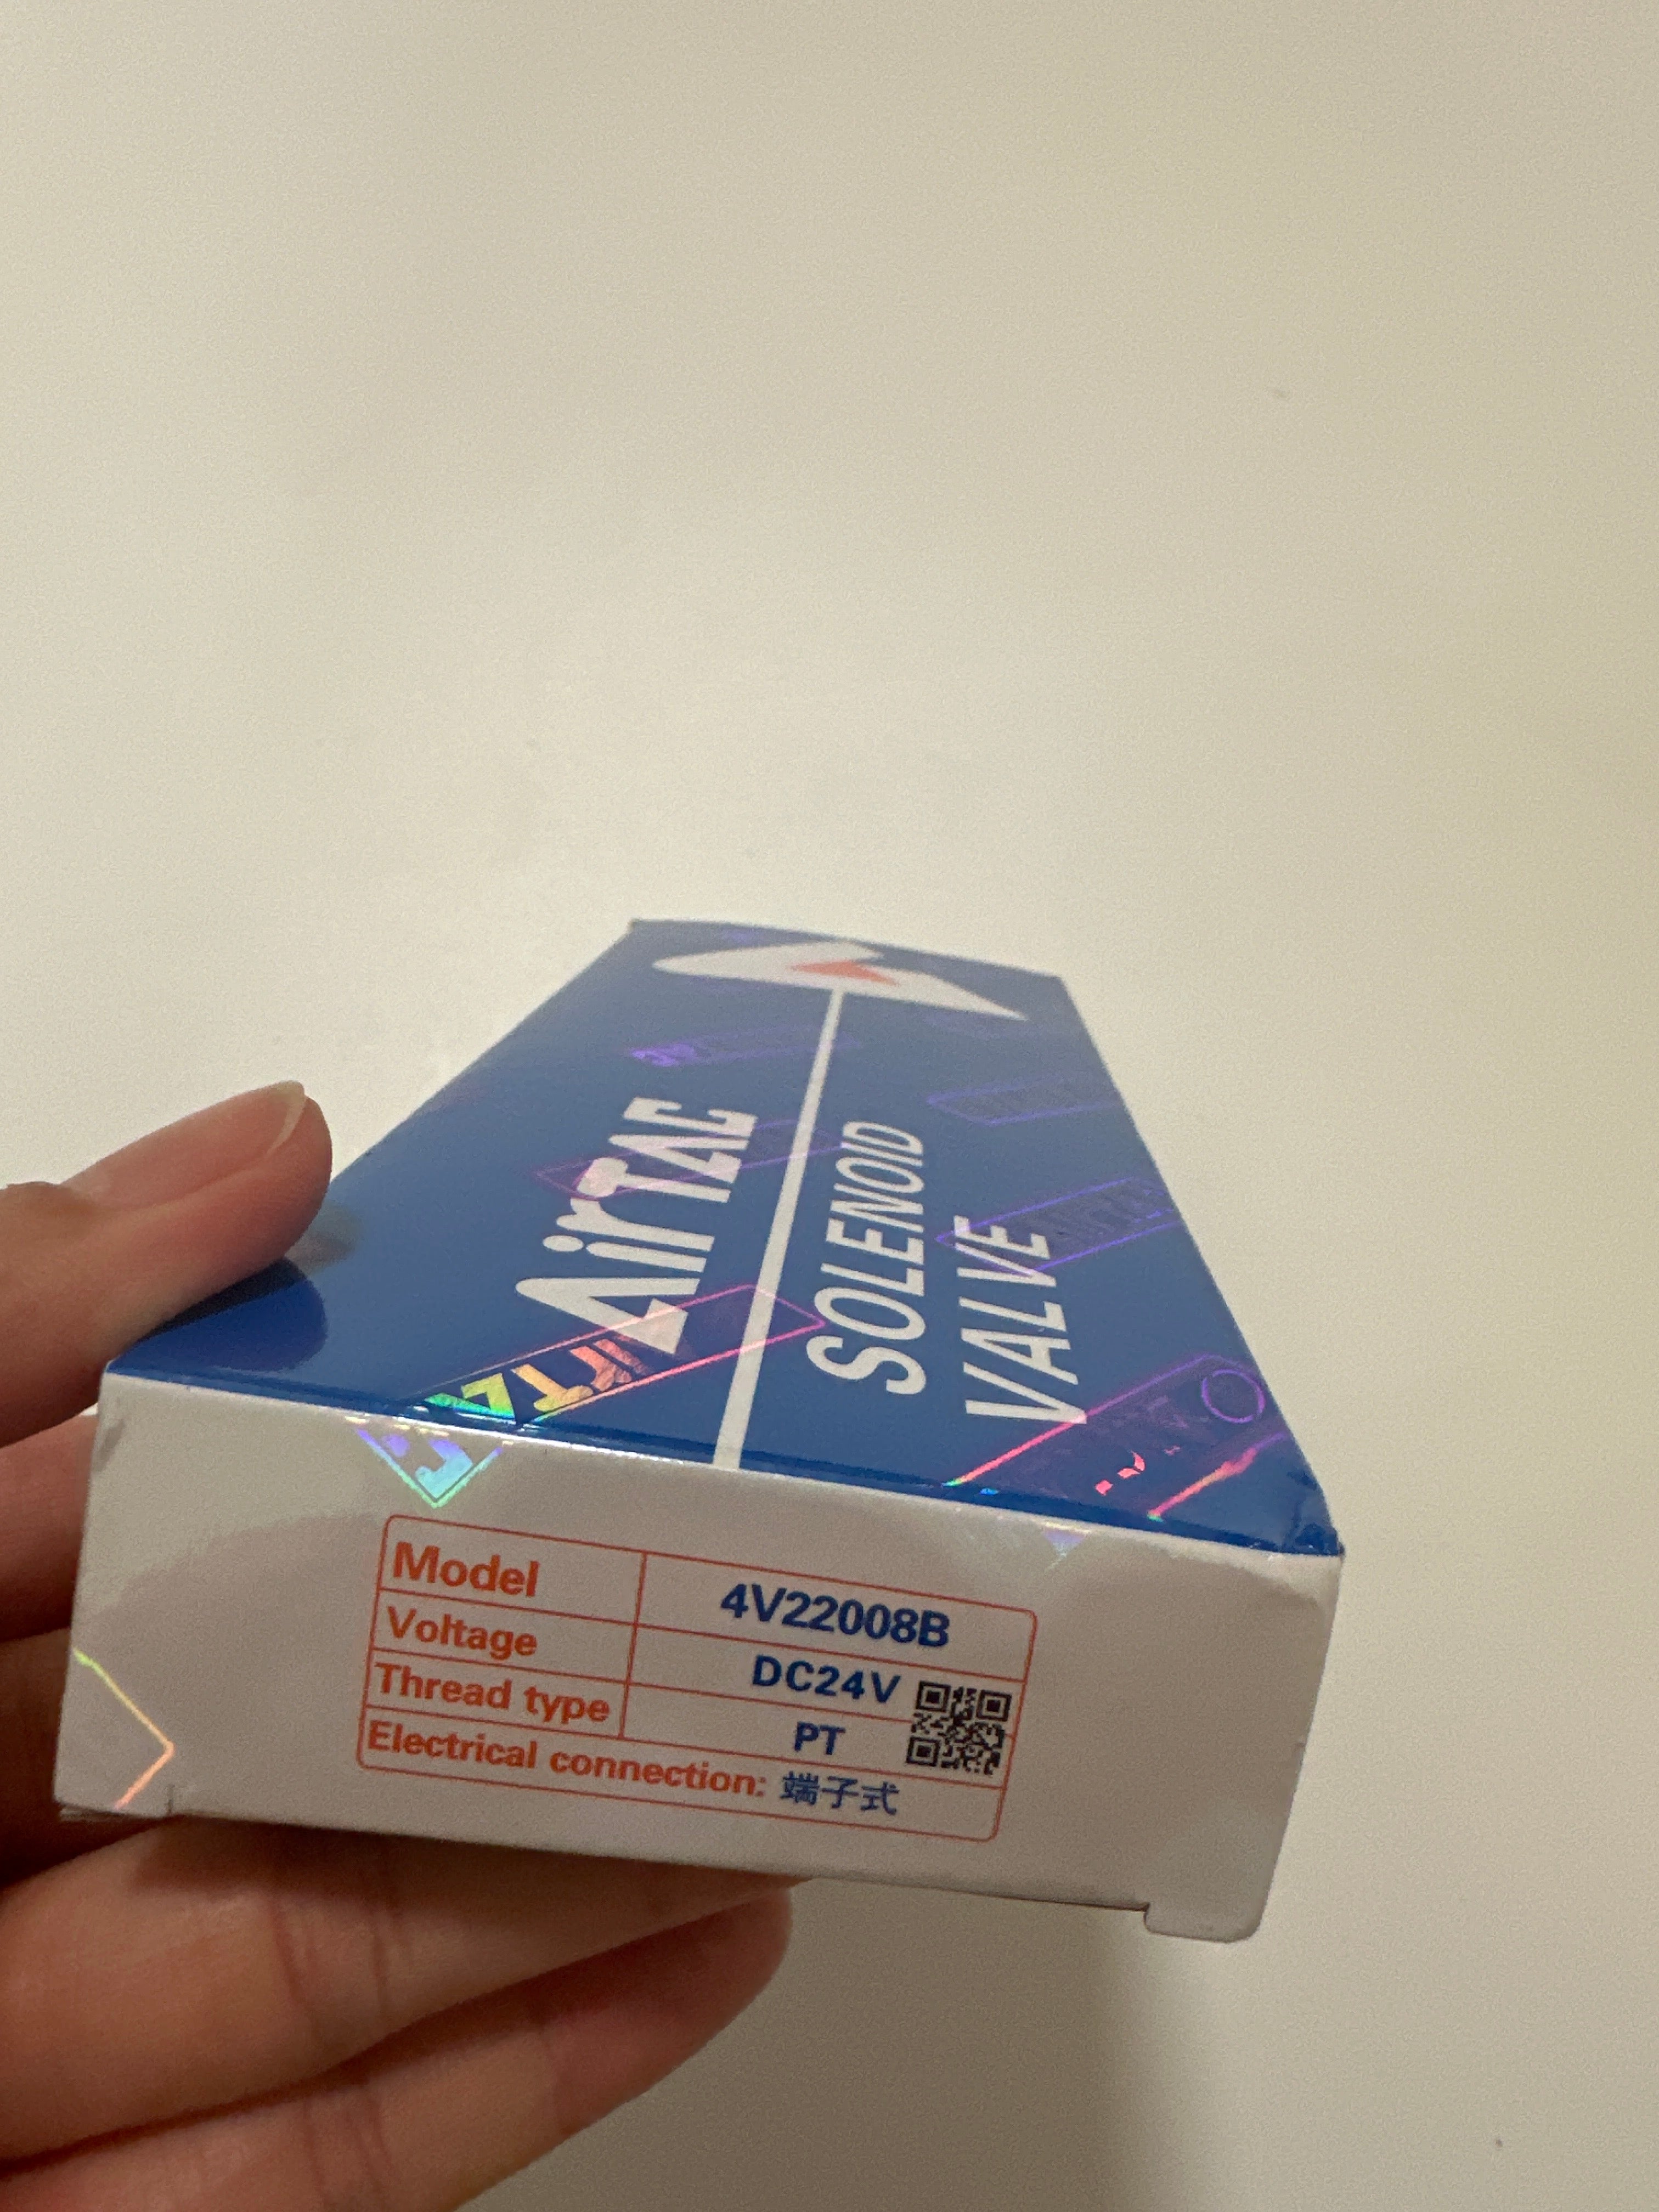 AirTAC
SOLENOID
VALVE
Model 4V22008B
Voltage DC24V
Thread type PT
Electrical connection: 端子式